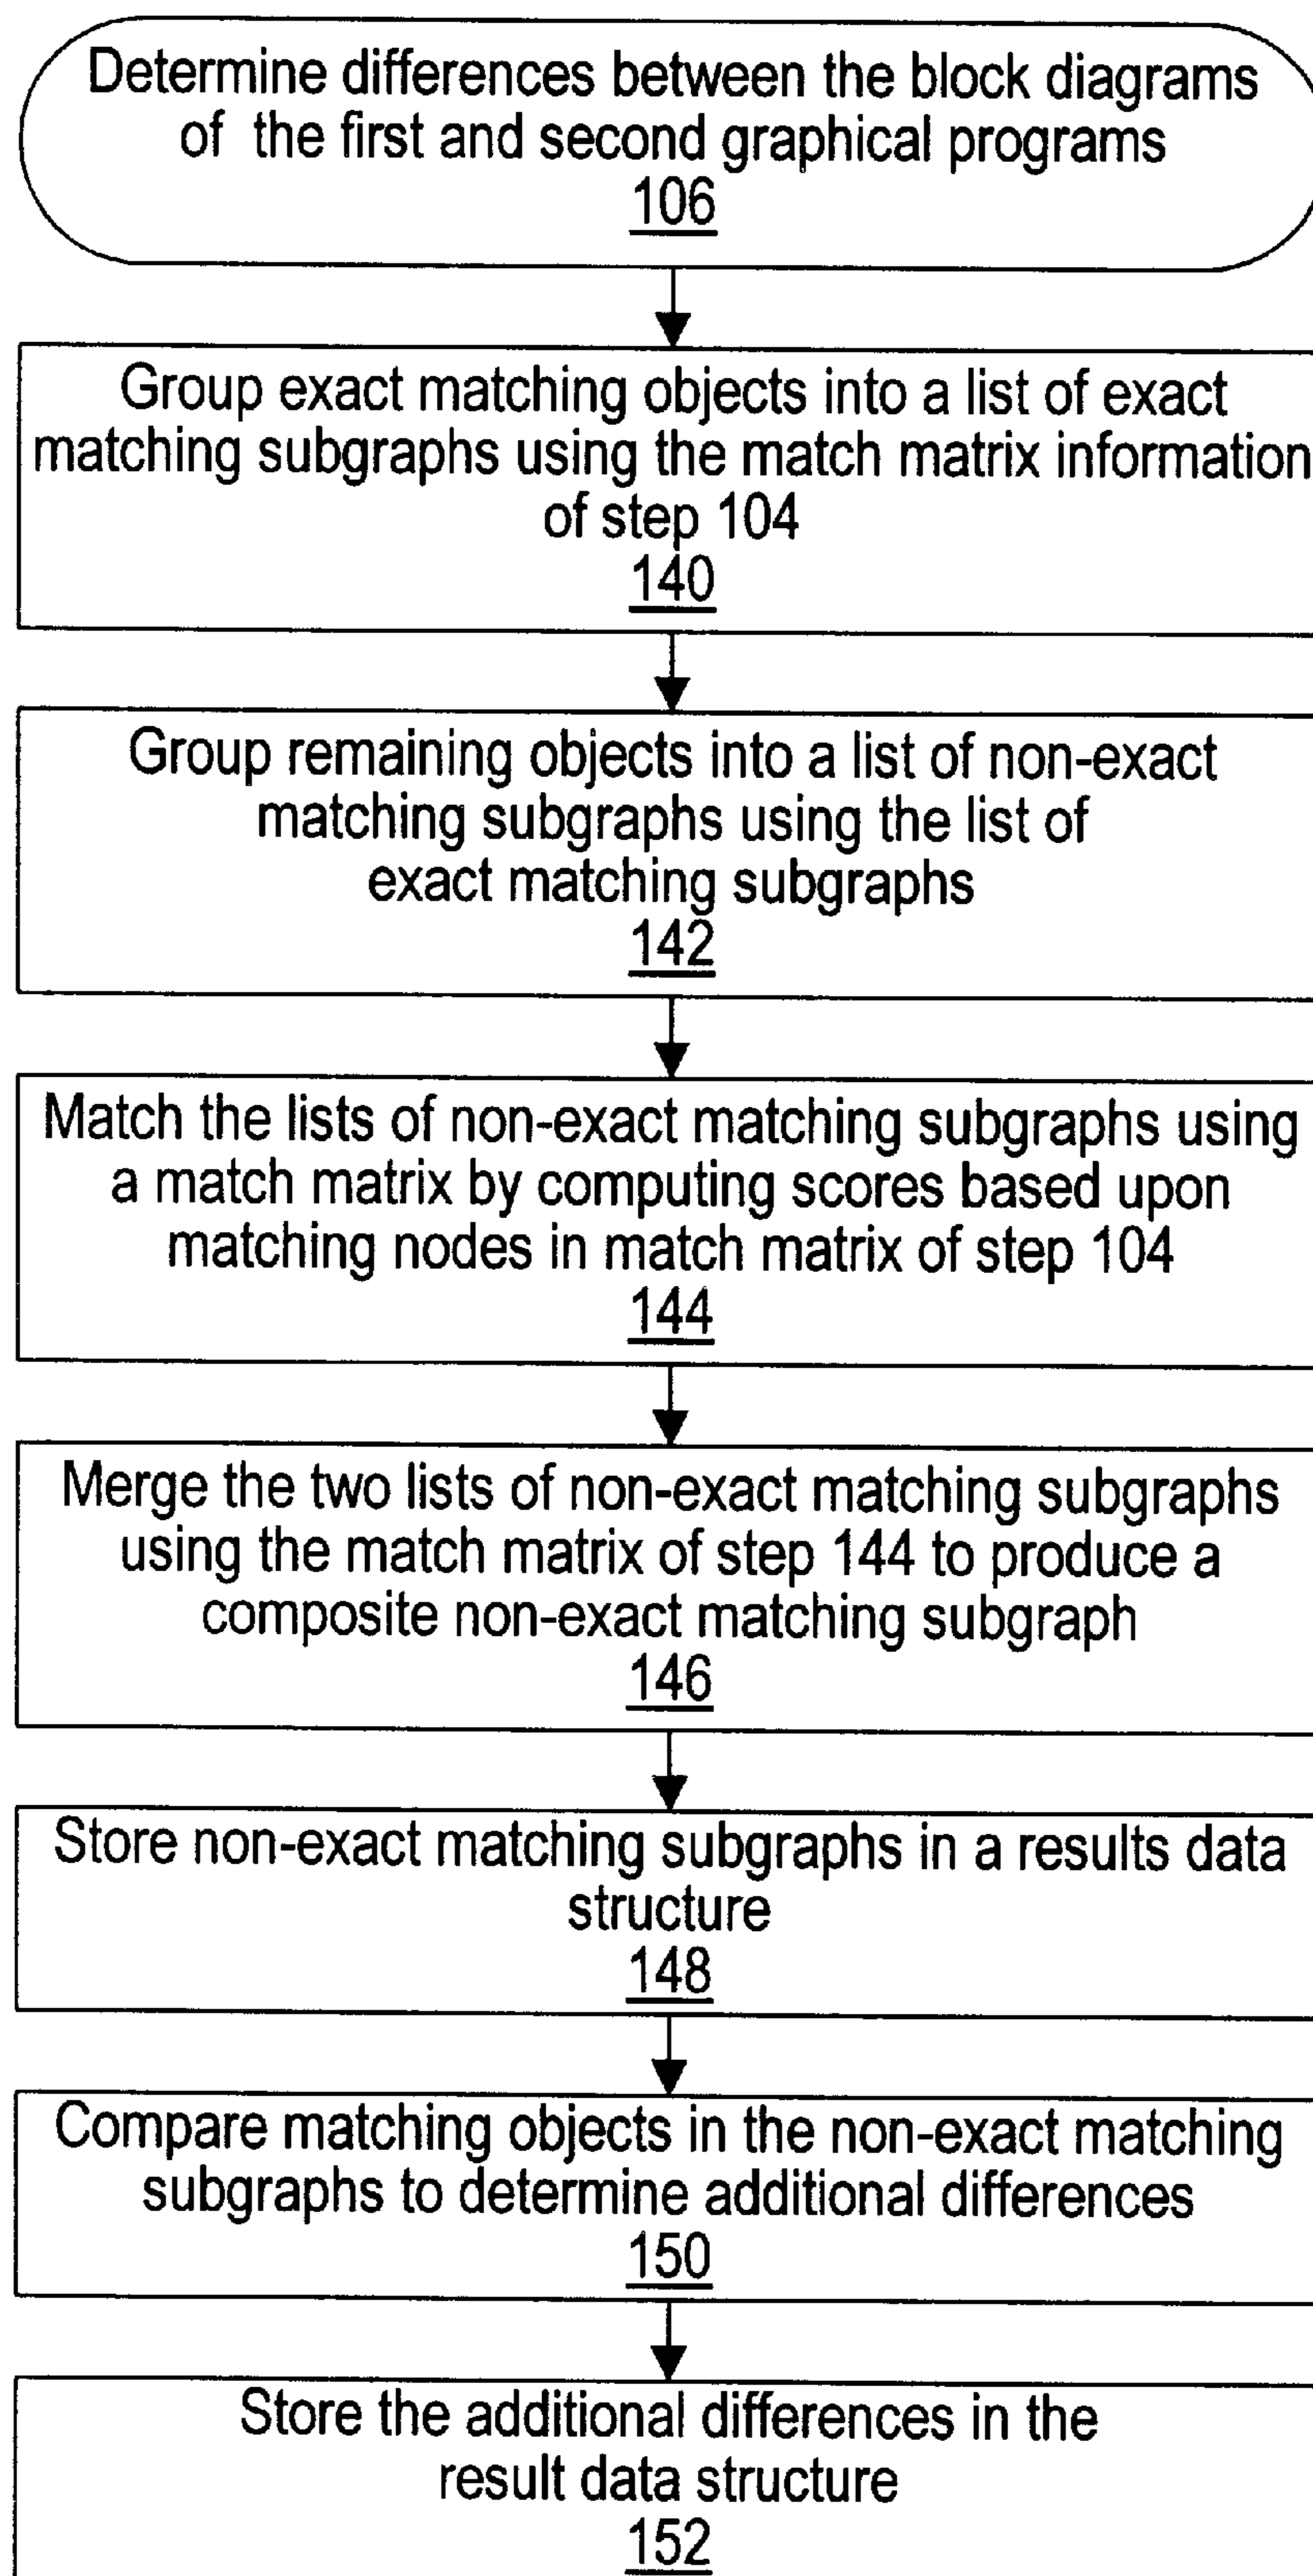 Determine differences between the block diagrams
of the first and second graphical programs
106
Group exact matching objects into a list of exact
matching subgraphs using the match matrix information
of step 104
140
Group remaining objects into a list of non-exact
matching subgraphs using the list of
exact matching subgraphs
142
Match the lists of non-exact matching subgraphs using
a match matrix by computing scores based upon
matching nodes in match matrix of step 104
144
Merge the two lists of non-exact matching subgraphs
using the match matrix of step 144 to produce a
composite non-exact matching subgraph
146
Store non-exact matching subgraphs in a results data
structure
148
Compare matching objects in the non-exact matching
subgraphs to determine additional differences
150
Store the additional differences in the
result data structure
152